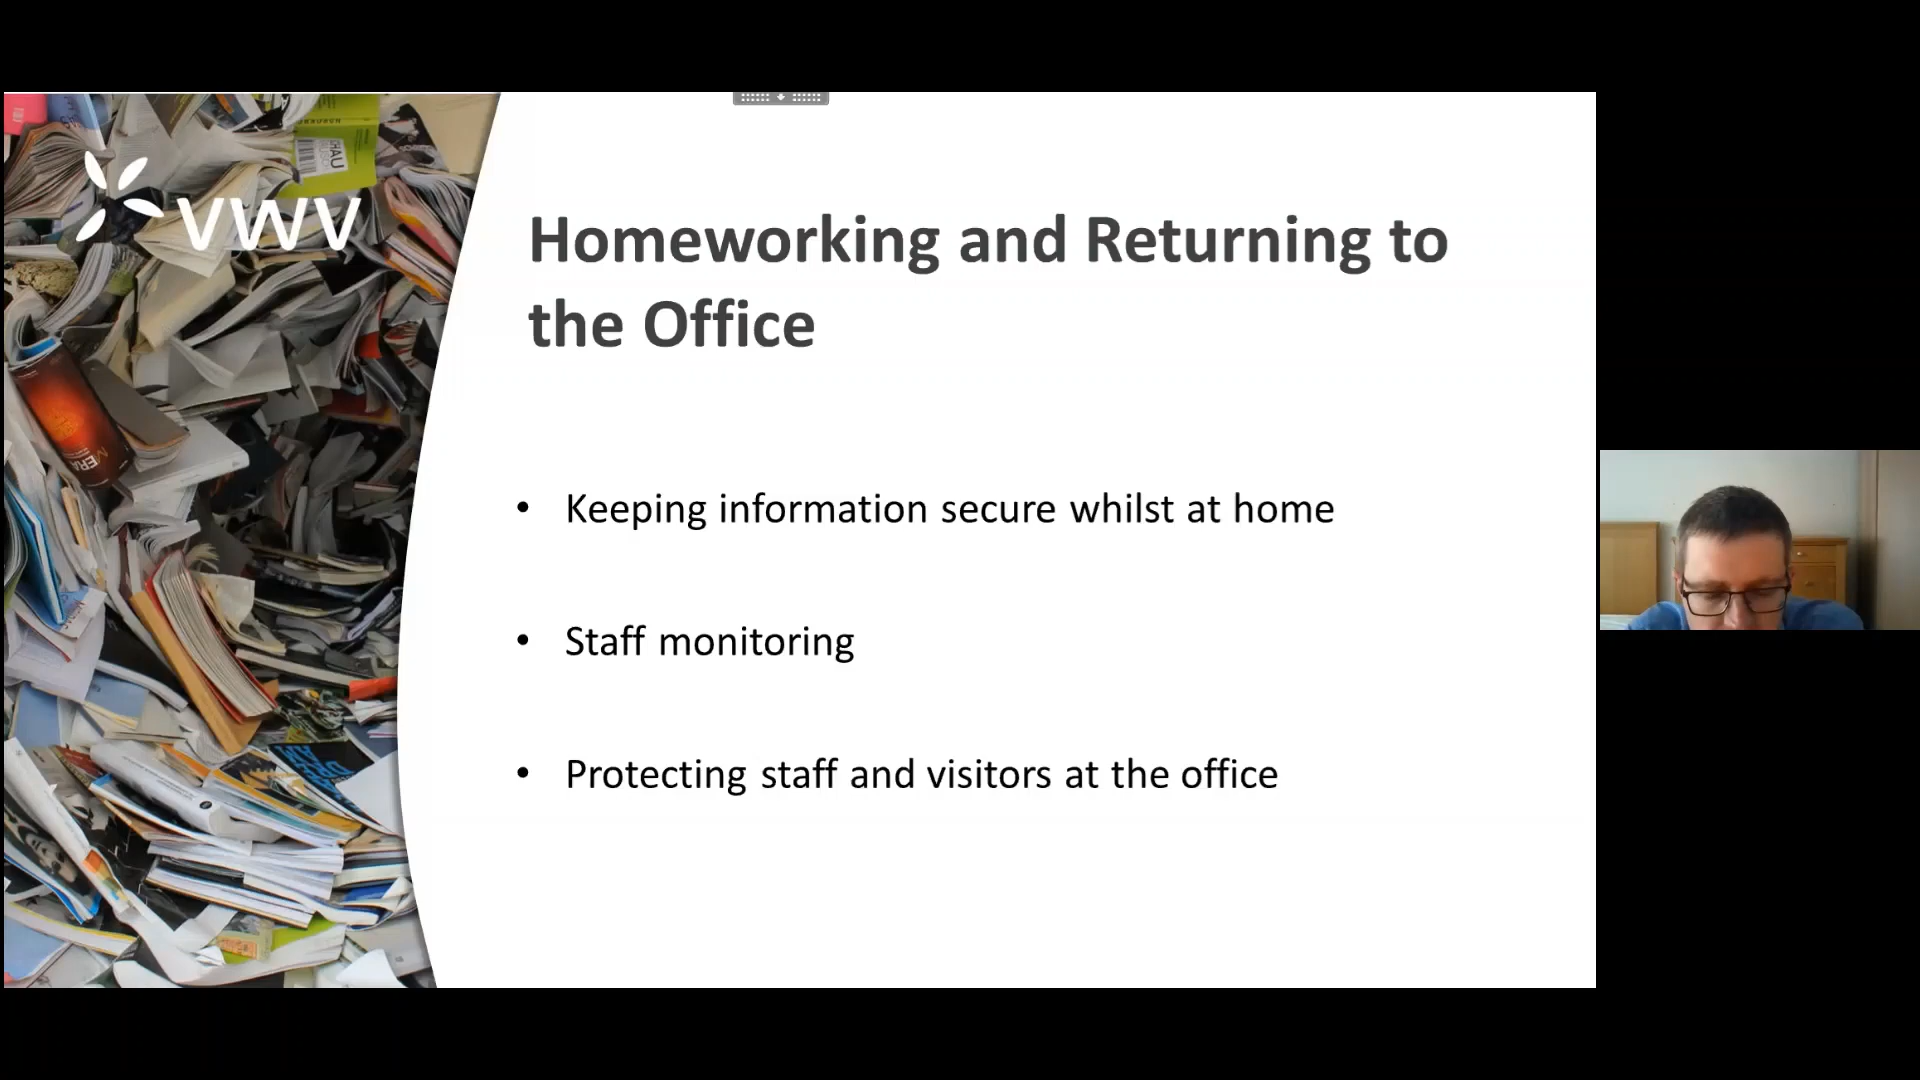 VWV
Homeworking and Returning to
the Office
• Keeping information secure whilst at home
• Staff monitoring
• Protecting staff and visitors at the office